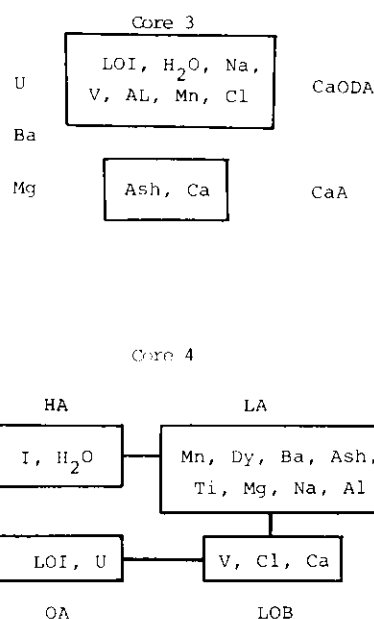 Core 3
LOI, H2O, Na,
U
V, AL, Mn, Cl
CaODA
Ba
Mg
Ash, Ca
CaA
Core 4
HA
LA
I, H2O
Mn, Dy, Ba, Ash,
Ti, Mg, Na, Al
LOI, U
V, Cl, Ca
OA
LOB